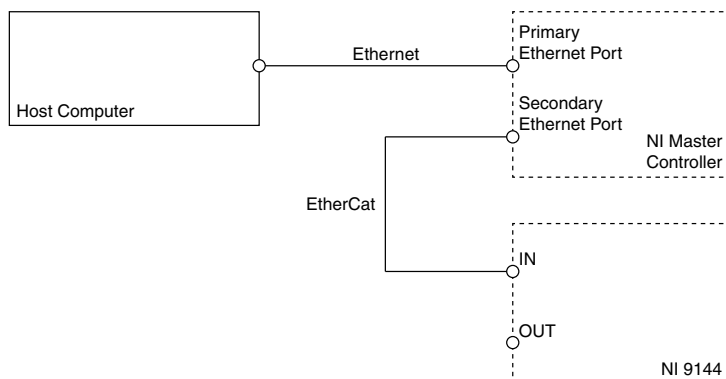 Primary
Ethernet Port
Ethernet
Host Computer
Secondary
Ethernet Port
NI Master
Controller
EtherCat
IN
OUT
NI 9144